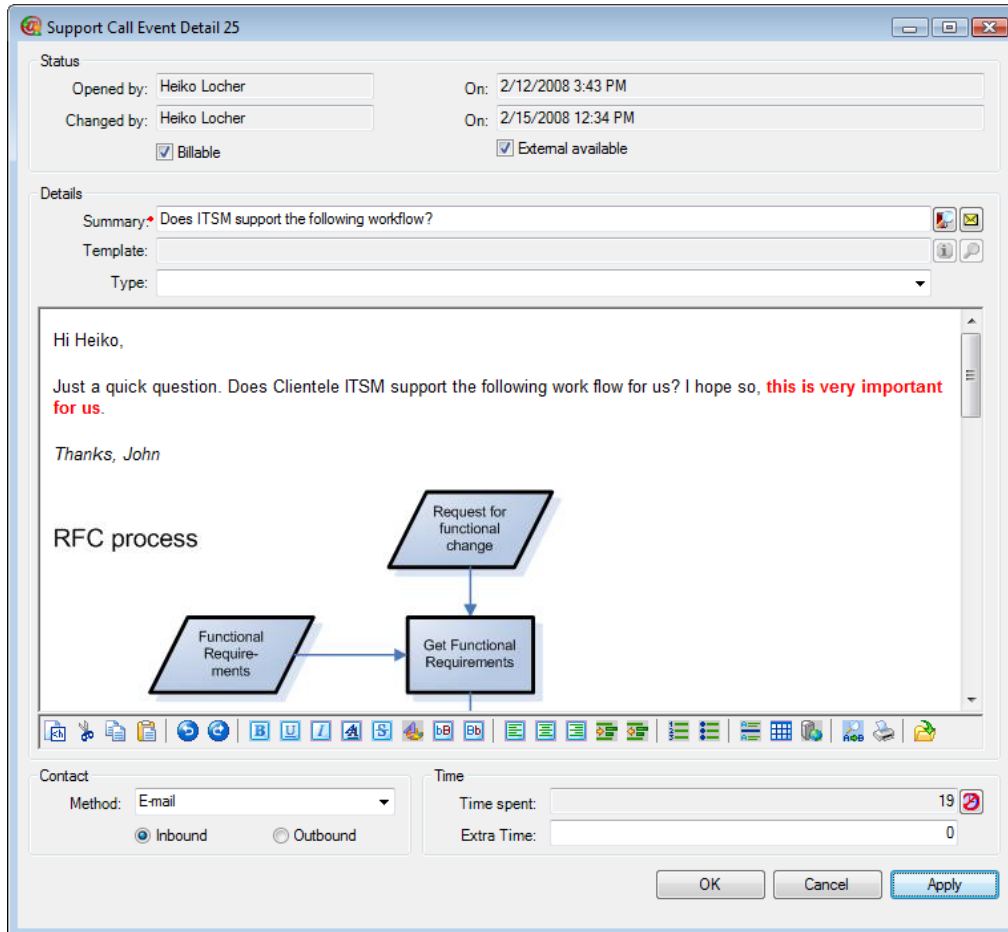 Support Call Event Detail 25
Status
Opened by: Heiko Locher On: 2/12/2008 3:43 PM
Changed by: Heiko Locher On: 2/15/2008 12:34 PM
Billable External available
Details
Summary: Does ITSM support the following workflow?
Template:
Type:
Hi Heiko,
Just a quick question. Does Clientele ITSM support the following work flow for us? I hope so, this is very important
for us.
Thanks, John
Request for
functional
change
RFC process
Functional
Require-
ments
Get Functional
Requirements
Contact Time
Method: E-mail Time spent: 19
Inbound Outbound Extra Time: 0
OK Cancel Apply